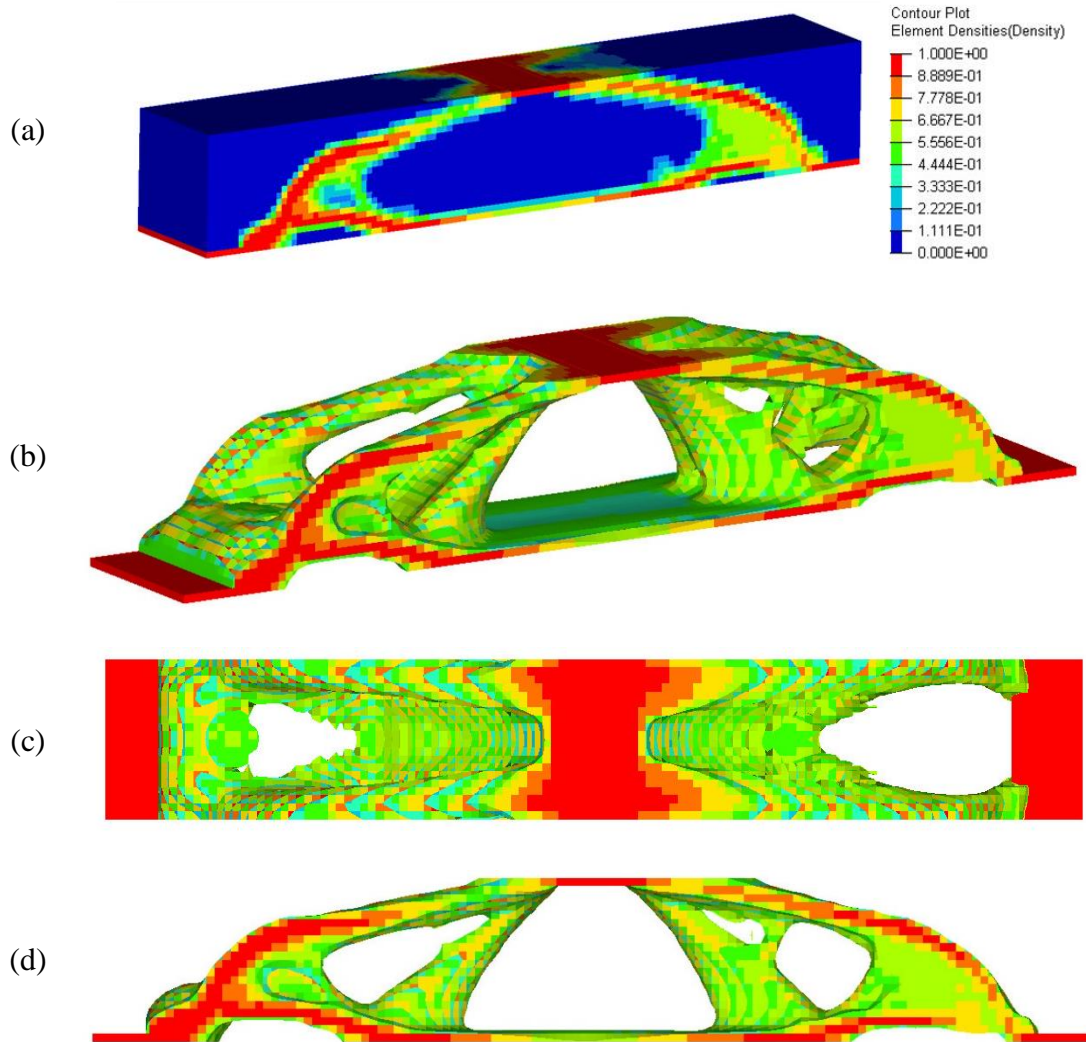 Contour Plot
Element Densities(Density)
1.000E+00
8.889E-01
7.778E-01
6.667E-01
5.556E-01
4.444E-01
3.333E-01
2.222E-01
1.111E-01
0.000E+00
(a)
(b)
(c)
(d)